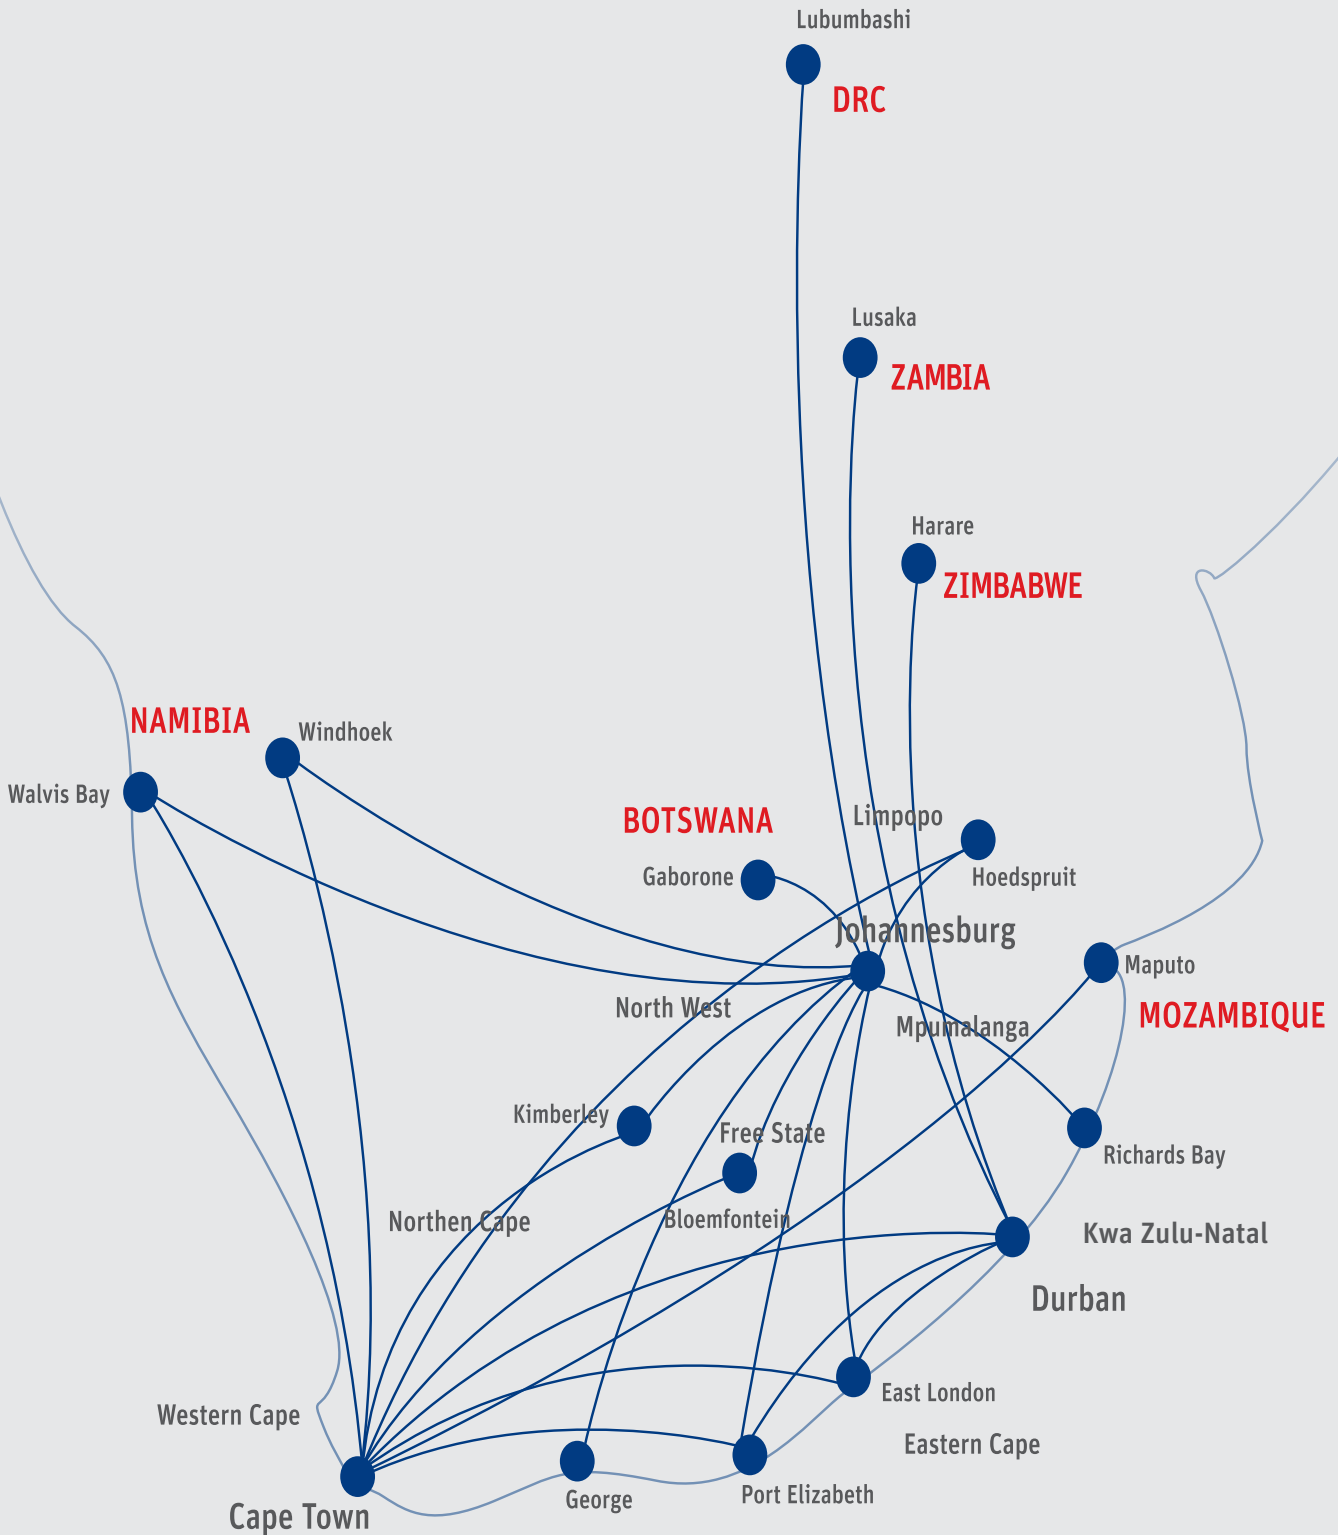 Lubumbashi
DRC
Lusaka
ZAMBIA
Harare
ZIMBABWE
NAMIBIA
Windhoek
Walvis Bay
BOTSWANA
Limpopo
Gaborone
Hoedspruit
Johannesburg
Maputo
North West
MOZAMBIQUE
Mpumalanga
Kimberley
Free State
Richards Bay
Northen Cape
Bloemfontein
Kwa Zulu-Natal
Durban
East London
Western Cape
Eastern Cape
Port Elizabeth
George
Cape Town